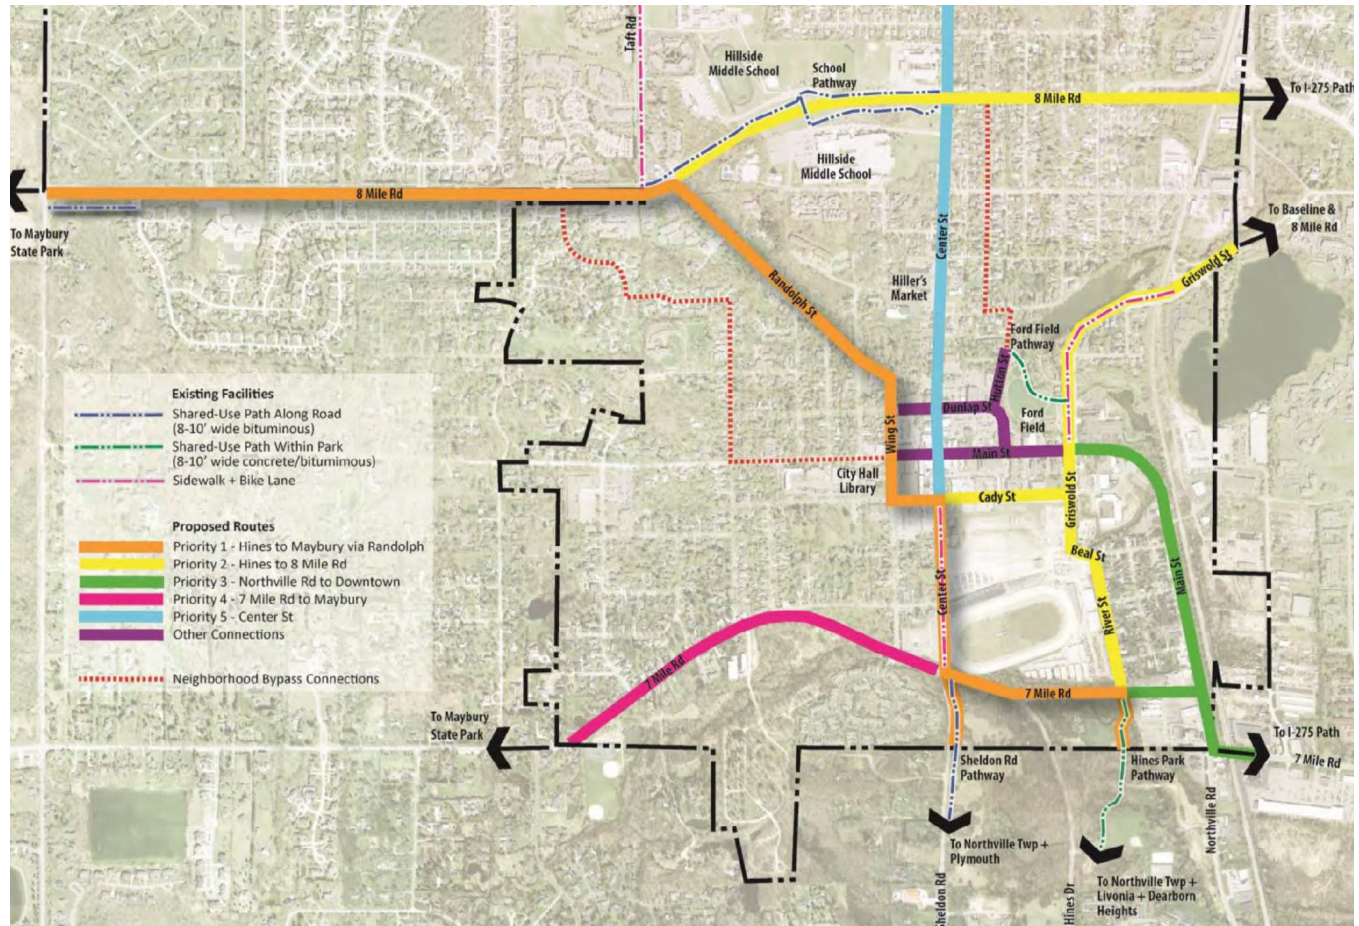 Taft Rd
Hillside
Middle School
School
Pathway
To I-275 Path
8 Mile Rd
Hillside
Middle School
8 Mile Rd
To Maybury
State Park
To Baseline &
8 Mile Rd
Center St
Griswold St
Randolph St
Hiller's
Market
Ford Field
Pathway
Hutton St
Dunlap St
Ford
Field
Wing St
Main St
City Hall
Library
Cady St
Griswold St
Beal St
Main St
Center St
River St
Existing Facilities
Shared-Use Path Along Road
(8-10' wide bituminous)
Shared-Use Path Within Park
(8-10' wide concrete/bitumimous)
Sidewalk + Bike Lane
Proposed Routes
Priority 1 - Hines to Maybury via Randolph
Priority 2 - Hines to 8 Mile Rd
Priority 3 - Northville Rd to Downtown
Priority 4 - 7 Mile Rd to Maybury
Priority 5 - Center St
Other Connections
Neighborhood Bypass Connections
7 Mile Rd
7 Mile Rd
To Maybury
State Park
To I-275 Path
7 Mile Rd
Sheldon Rd
Pathway
Hines Park
Pathway
Northville Rd
To Northville Twp +
Plymouth
Sheldon Rd
Hines Dr
To Northville Twp +
Livonia + Dearborn
Heights